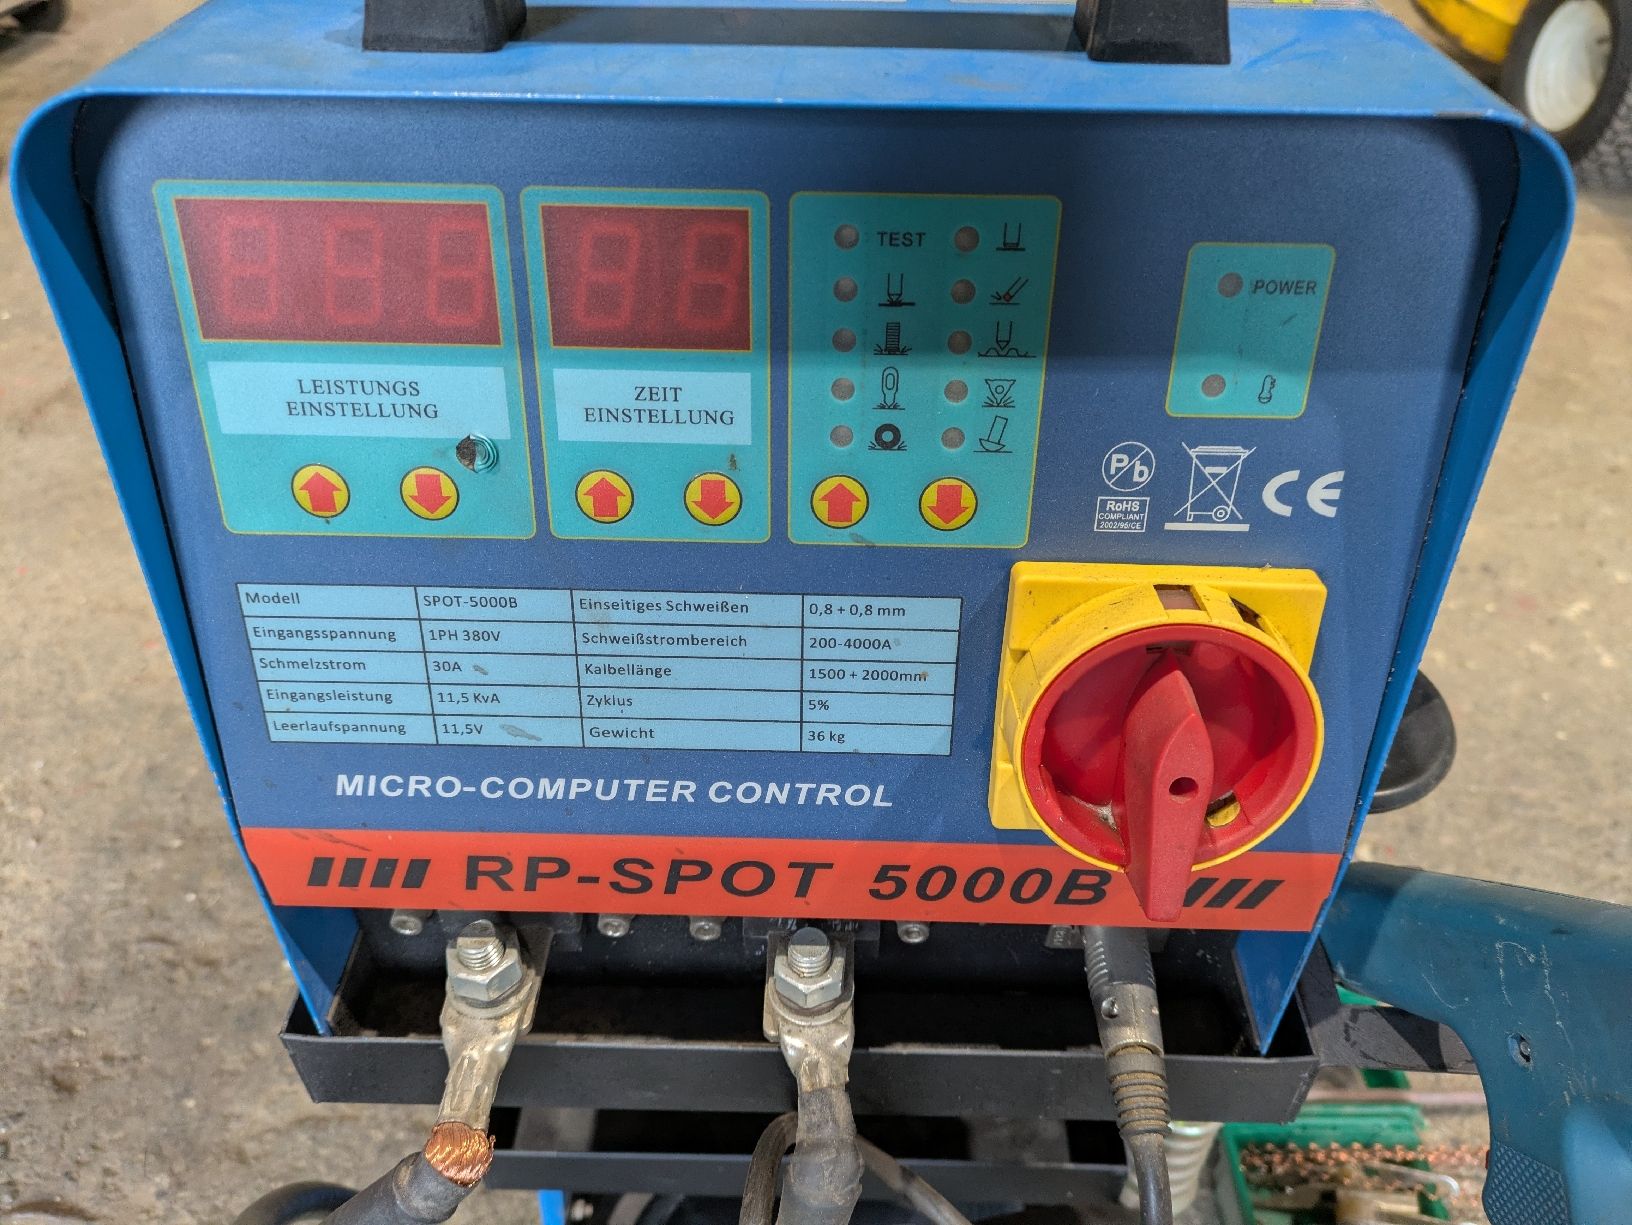 LEISTUNGS
EINSTELLUNG
ZEIT
EINSTELLUNG
TEST
POWER
Pb
RoHS
COMPLIANT
2002/95/CE
CE
Modell SPOT-5000B Einseitiges Schweißen 0,8 + 0,8 mm
Eingangsspannung 1PH 380V Schweißstrombereich 200-4000A
Schmelzstrom 30A Kalbellänge 1500 + 2000mm
Eingangsleistung 11,5 KvA Zyklus 5%
Leerlaufspannung 11,5V Gewicht 36 kg
MICRO-COMPUTER CONTROL
RP-SPOT 5000B